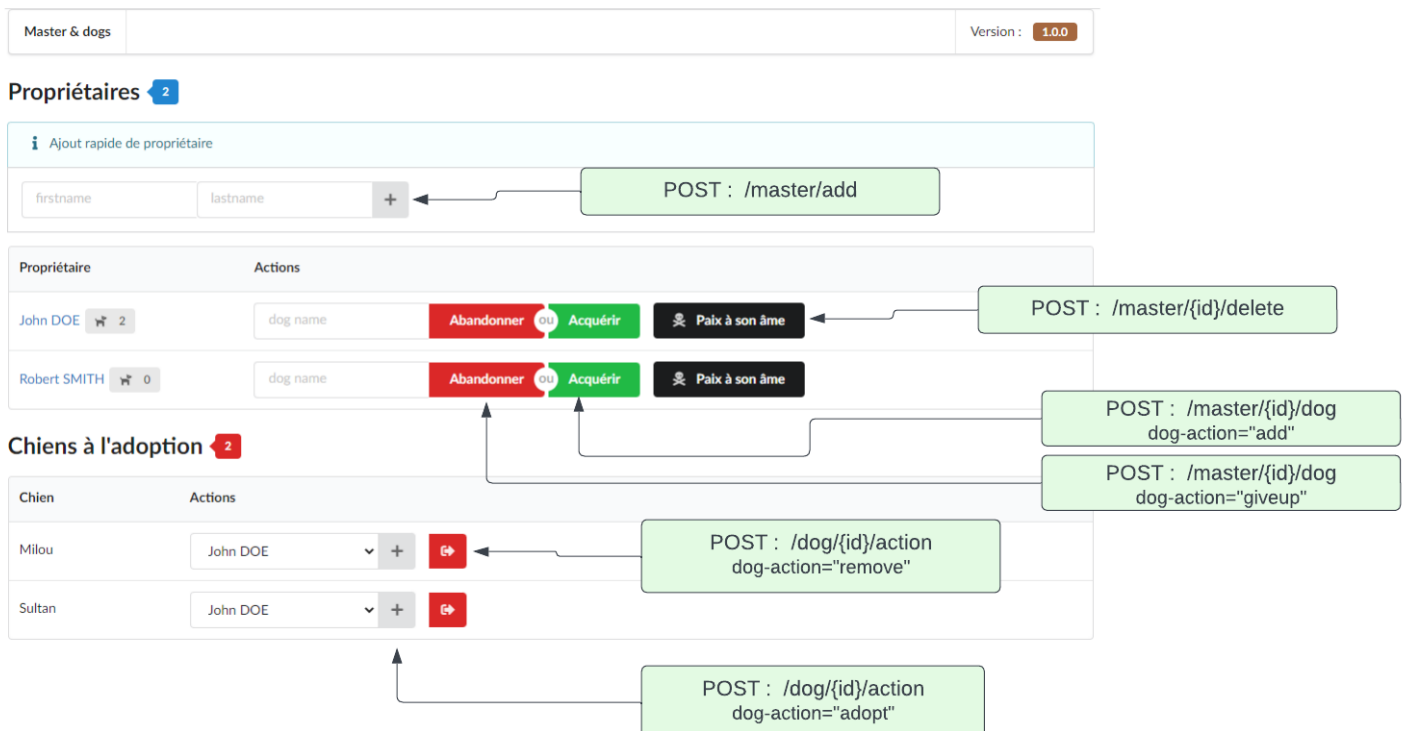 Master & dogs
Version : 1.0.0
Propriétaires 2
Ajout rapide de propriétaire
firstname lastname +
POST : /master/add
Propriétaire Actions
John DOE 2 dog name Abandonner ou Acquérir Paix à son âme
POST : /master/{id}/delete
Robert SMITH 0 dog name Abandonner ou Acquérir Paix à son âme
POST : /master/{id}/dog
dog-action="add"
POST : /master/{id}/dog
dog-action="giveup"
Chiens à l'adoption 2
Chien Actions
Milou John DOE +
POST : /dog/{id}/action
dog-action="remove"
Sultan John DOE +
POST : /dog/{id}/action
dog-action="adopt"